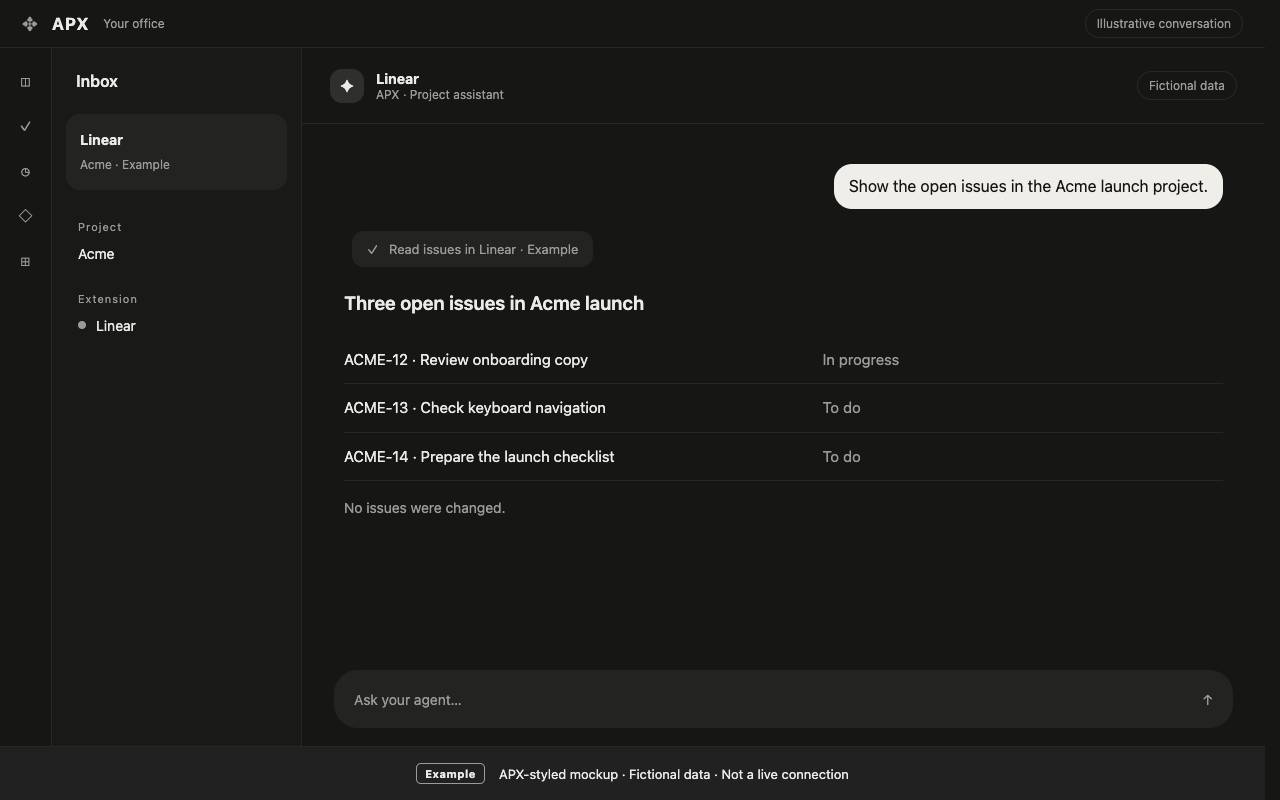 APX Your office
Illustrative conversation
Inbox
Linear
Acme · Example
Project
Acme
Extension
Linear
Linear
APX · Project assistant
Fictional data
Show the open issues in the Acme launch project.
Read issues in Linear · Example
Three open issues in Acme launch
ACME-12 · Review onboarding copy In progress
ACME-13 · Check keyboard navigation To do
ACME-14 · Prepare the launch checklist To do
No issues were changed.
Ask your agent...
Example APX-styled mockup · Fictional data · Not a live connection